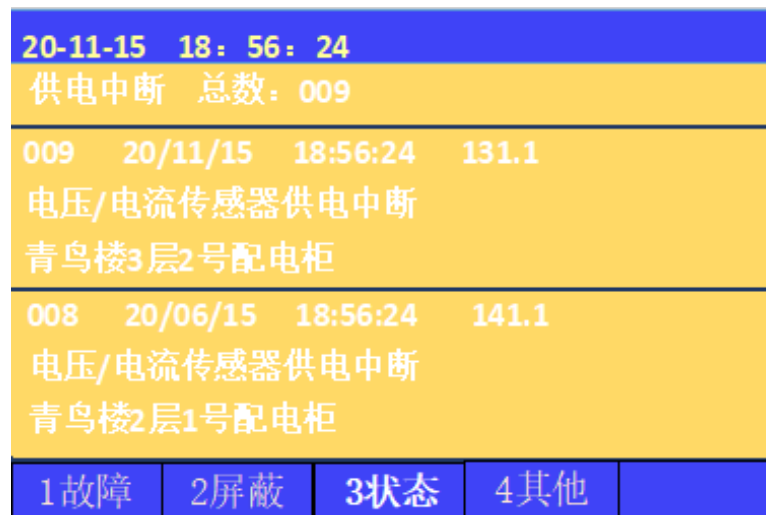 20-11-15 18：56：24
供电中断 总数：009
009 20/11/15 18:56:24 131.1
电压/电流传感器供电中断
青鸟楼3层2号配电柜
008 20/06/15 18:56:24 141.1
电压/电流传感器供电中断
青鸟楼2层1号配电柜
1故障 2屏蔽 3状态 4其他